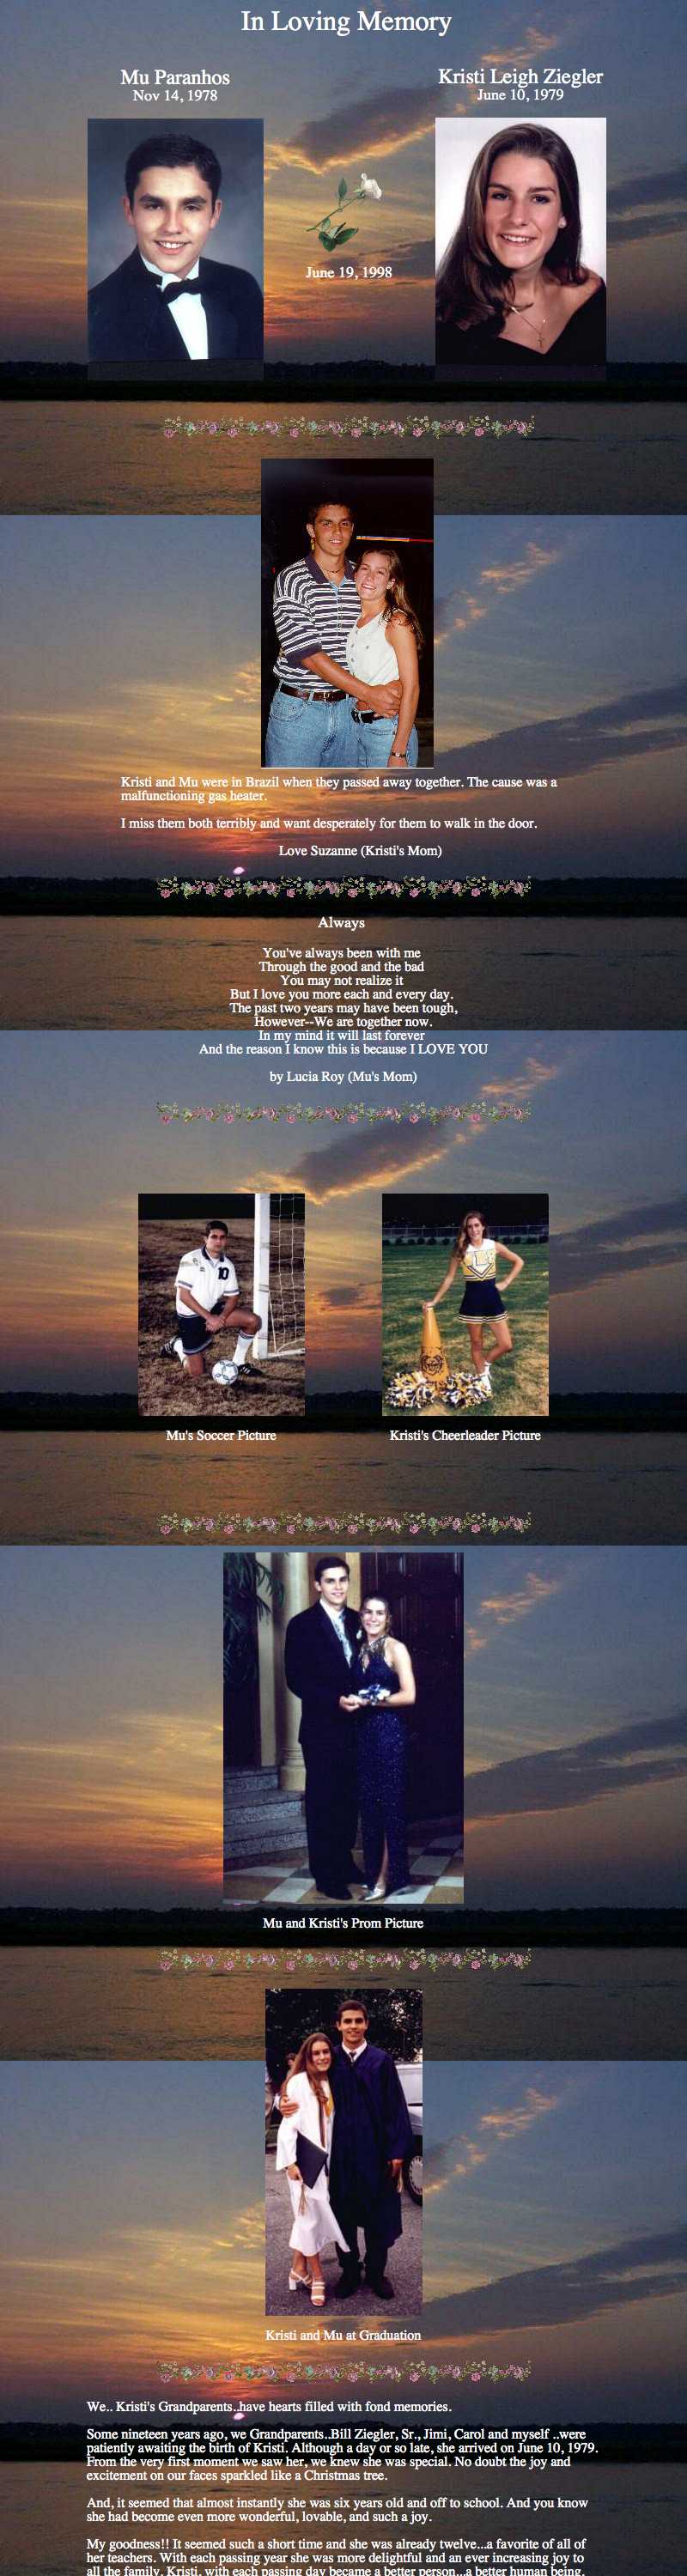 In Loving Memory
Mu Paranhos
Nov 14, 1978
Kristi Leigh Ziegler
June 10, 1979
June 19, 1998
Kristi and Mu were in Brazil when they passed away together. The cause was a
malfunctioning gas heater.
I miss them both terribly and want desperately for them to walk in the door.
Love Suzanne (Kristi's Mom)
Always
You've always been with me
Through the good and the bad
You may not realize it
But I love you more each and every day.
The past two years may have been tough,
However--We are together now.
In my mind it will last forever
And the reason I know this is because I LOVE YOU
by Lucia Roy (Mu's Mom)
10
Mu's Soccer Picture
Kristi's Cheerleader Picture
Mu and Kristi's Prom Picture
Kristi and Mu at Graduation
We.. Kristi's Grandparents..have hearts filled with fond memories.
Some nineteen years ago, we Grandparents..Bill Ziegler, Sr., Jimi, Carol and myself ..were
patiently awaiting the birth of Kristi. Although a day or so late, she arrived on June 10, 1979.
From the very first moment we saw her, we knew she was special. No doubt the joy and
excitement on our faces sparkled like a Christmas tree.
And, it seemed that almost instantly she was six years old and off to school. And you know
she had become even more wonderful, lovable, and such a joy.
My goodness!! It seemed such a short time and she was already twelve...a favorite of all of
her teachers. With each passing year she was more delightful and an ever increasing joy to
all the family. Kristi, with each passing day became a better person...a better human being.